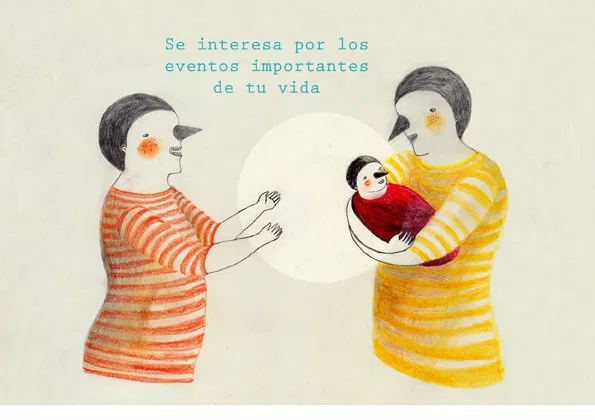 Se interesa por los
eventos importantes
de tu vida